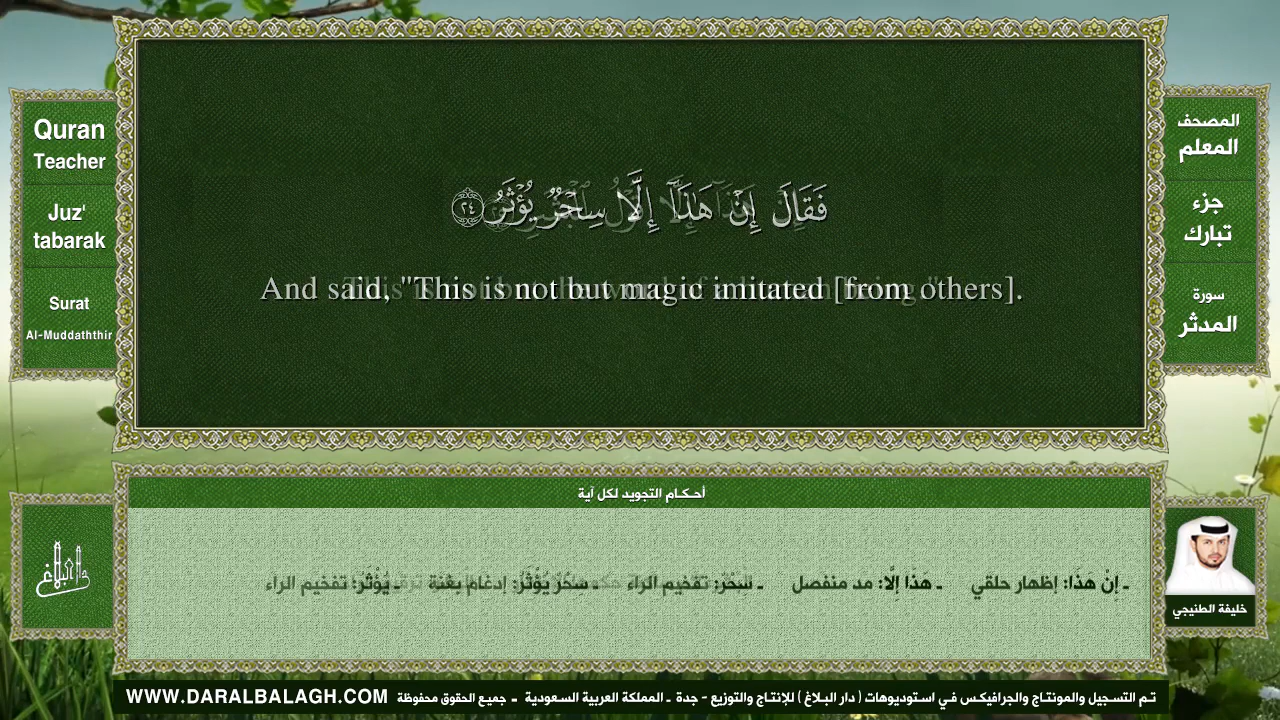 Quran
Teacher
Juz'
tabarak
Surat
Al-Muddaththir
المصحف
المعلم
جزء
تبارك
سورة
المدثر
فَقَالَ إِنْ هَٰذَا إِلَّا سِحْرٌ يُؤْثَرُ ٢٤
And said, "This is not but magic imitated [from others].
أحكام التجويد لكل آية
ـ إِنْ هَذَا: إظهار حلقي ـ هَذَا إِلَّا: مد منفصل ـ سِحْرٌ: تفخيم الراء ـ سِحْرٌ يُؤْثَرُ: إدغام بغنة ـ يُؤْثَرُ: تفخيم الراء
دار البلاغ
خليفة الطنيجي
تم التسجيل والمونتاج والجرافيكس في استوديوهات ( دار البلاغ ) للإنتاج والتوزيع - جدة ـ المملكة العربية السعودية ـ جميع الحقوق محفوظة WWW.DARALBALAGH.COM